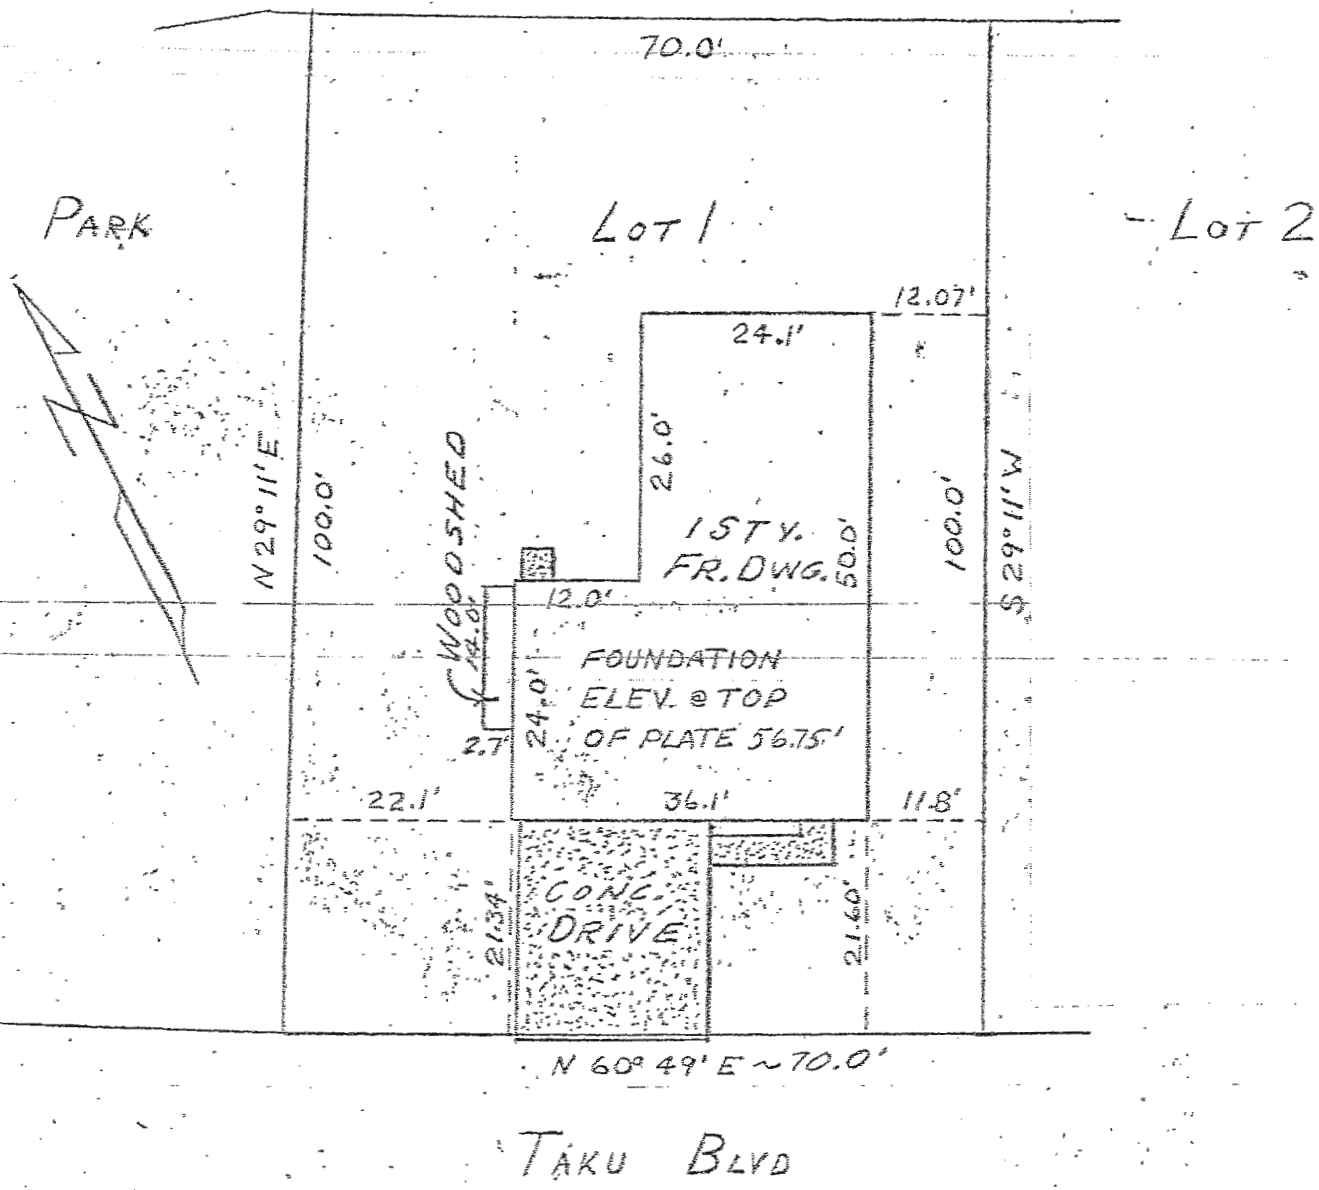 70.0'
PARK
LOT 1
LOT 2
12.07'
24.1'
26.0'
N 29° 11' E
100.0'
WOODSHED
14.0'
1 STY.
FR. DWG.
50.0'
100.0'
S 29° 11' W
12.0'
24.0'
FOUNDATION
ELEV. @ TOP
OF PLATE 56.75'
2.7'
22.1'
36.1'
11.8'
21.34'
CONC.
DRIVE
21.60'
N 60° 49' E ~ 70.0'
TAKU BLVD
N